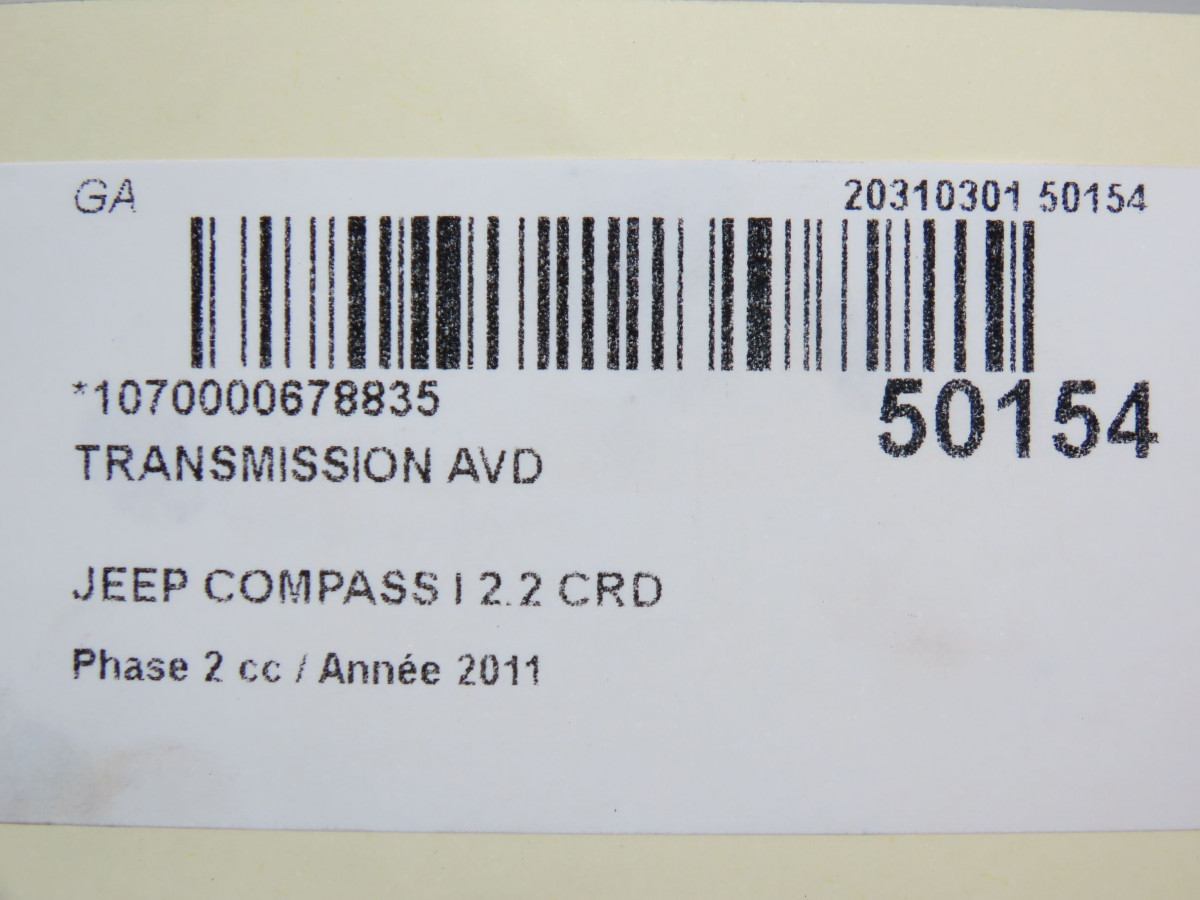 GA 20310301 50154
*1070000678835
50154
TRANSMISSION AVD
JEEP COMPASS I 2.2 CRD
Phase 2 cc / Année 2011